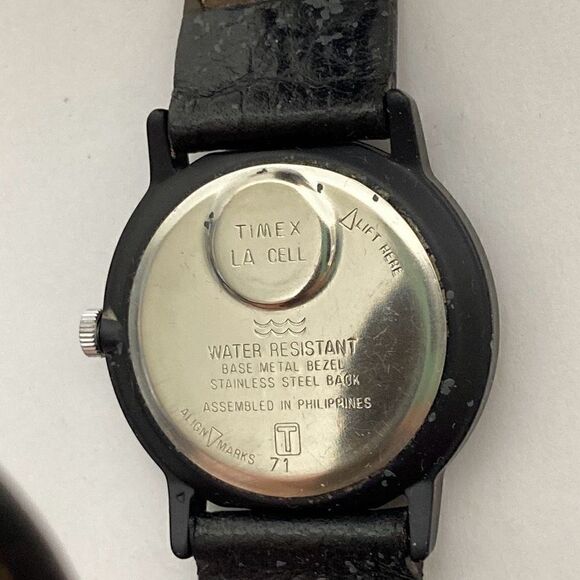 TIMEX
LA CELL
LIFT HERE
WATER RESISTANT
BASE METAL BEZEL
STAINLESS STEEL BACK
ASSEMBLED IN PHILIPPINES
ALIGN MARKS
T
71